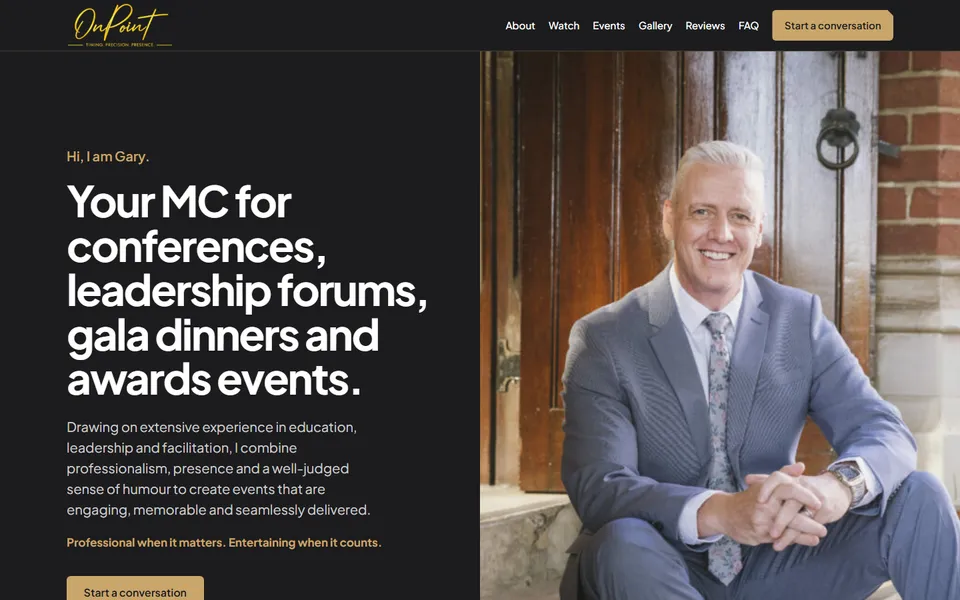 OnPoint
TIMING. PRECISION. PRESENCE.
About
Watch
Events
Gallery
Reviews
FAQ
Start a conversation
Hi, I am Gary.
Your MC for
conferences,
leadership forums,
gala dinners and
awards events.
Drawing on extensive experience in education,
leadership and facilitation, I combine
professionalism, presence and a well-judged
sense of humour to create events that are
engaging, memorable and seamlessly delivered.
Professional when it matters. Entertaining when it counts.
Start a conversation